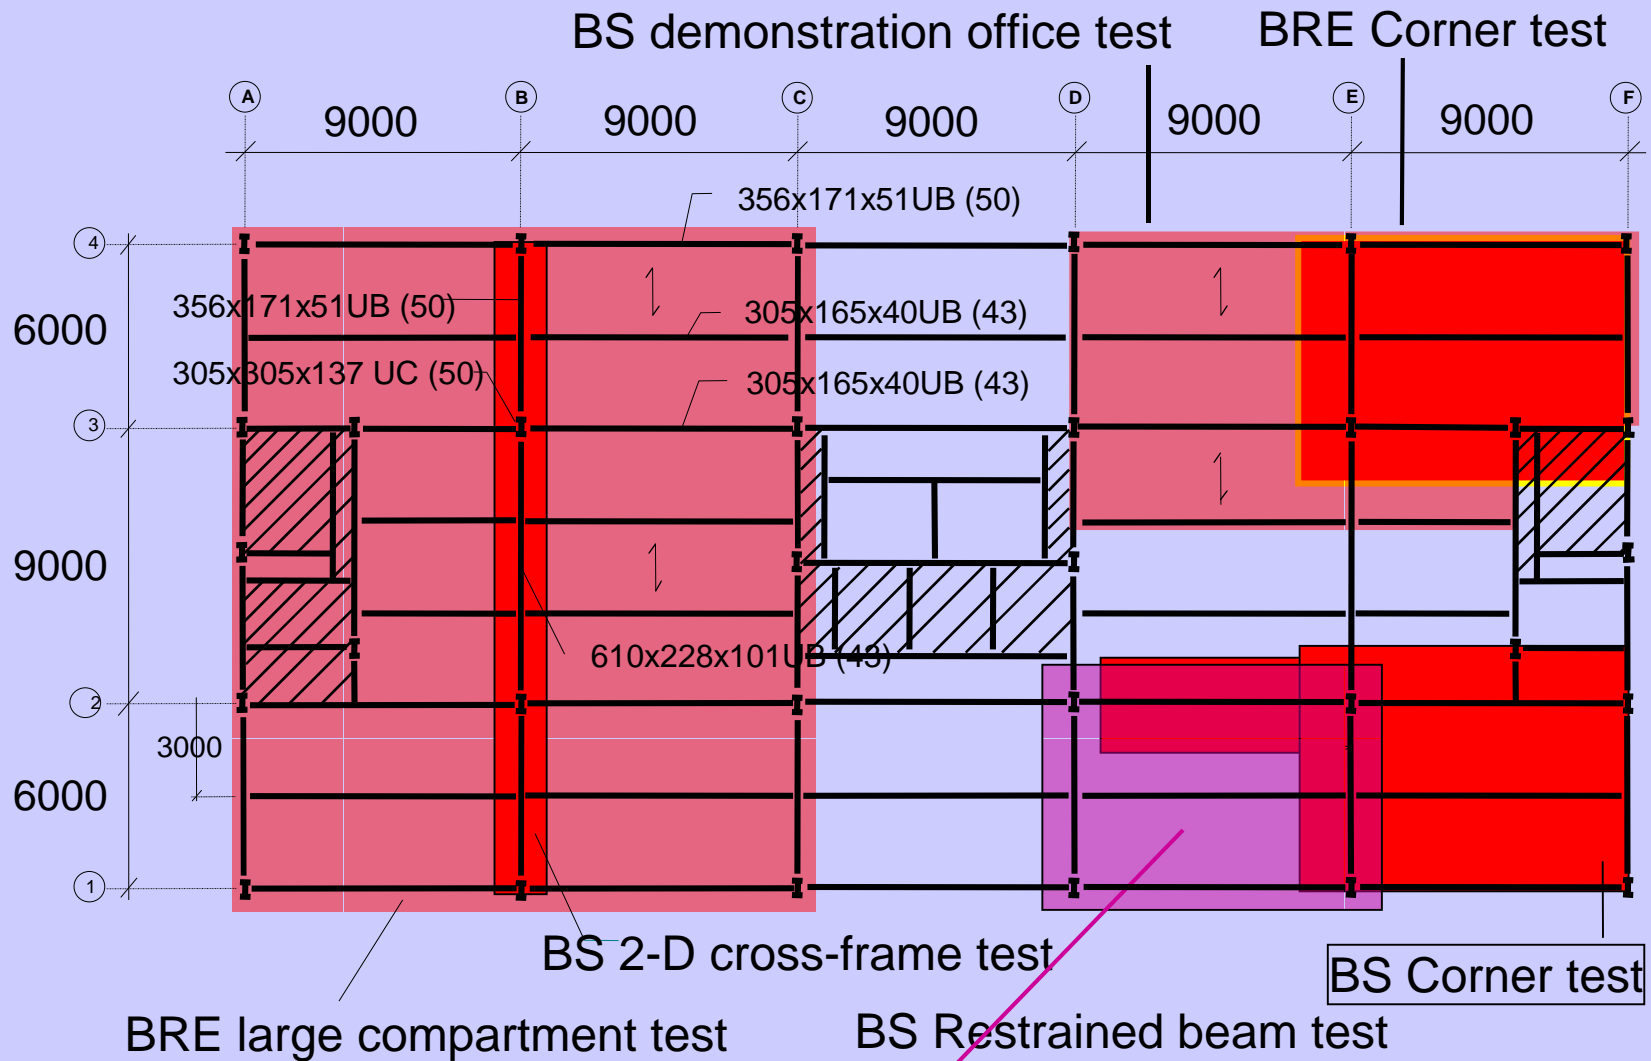 BS demonstration office test
BRE Corner test
A
B
C
D
E
F
9000
9000
9000
9000
9000
356x171x51UB (50)
4
356x171x51UB (50)
305x165x40UB (43)
6000
305x305x137 UC (50)
305x165x40UB (43)
3
9000
610x228x101UB (43)
2
3000
6000
1
BS 2-D cross-frame test
BS Corner test
BRE large compartment test
BS Restrained beam test